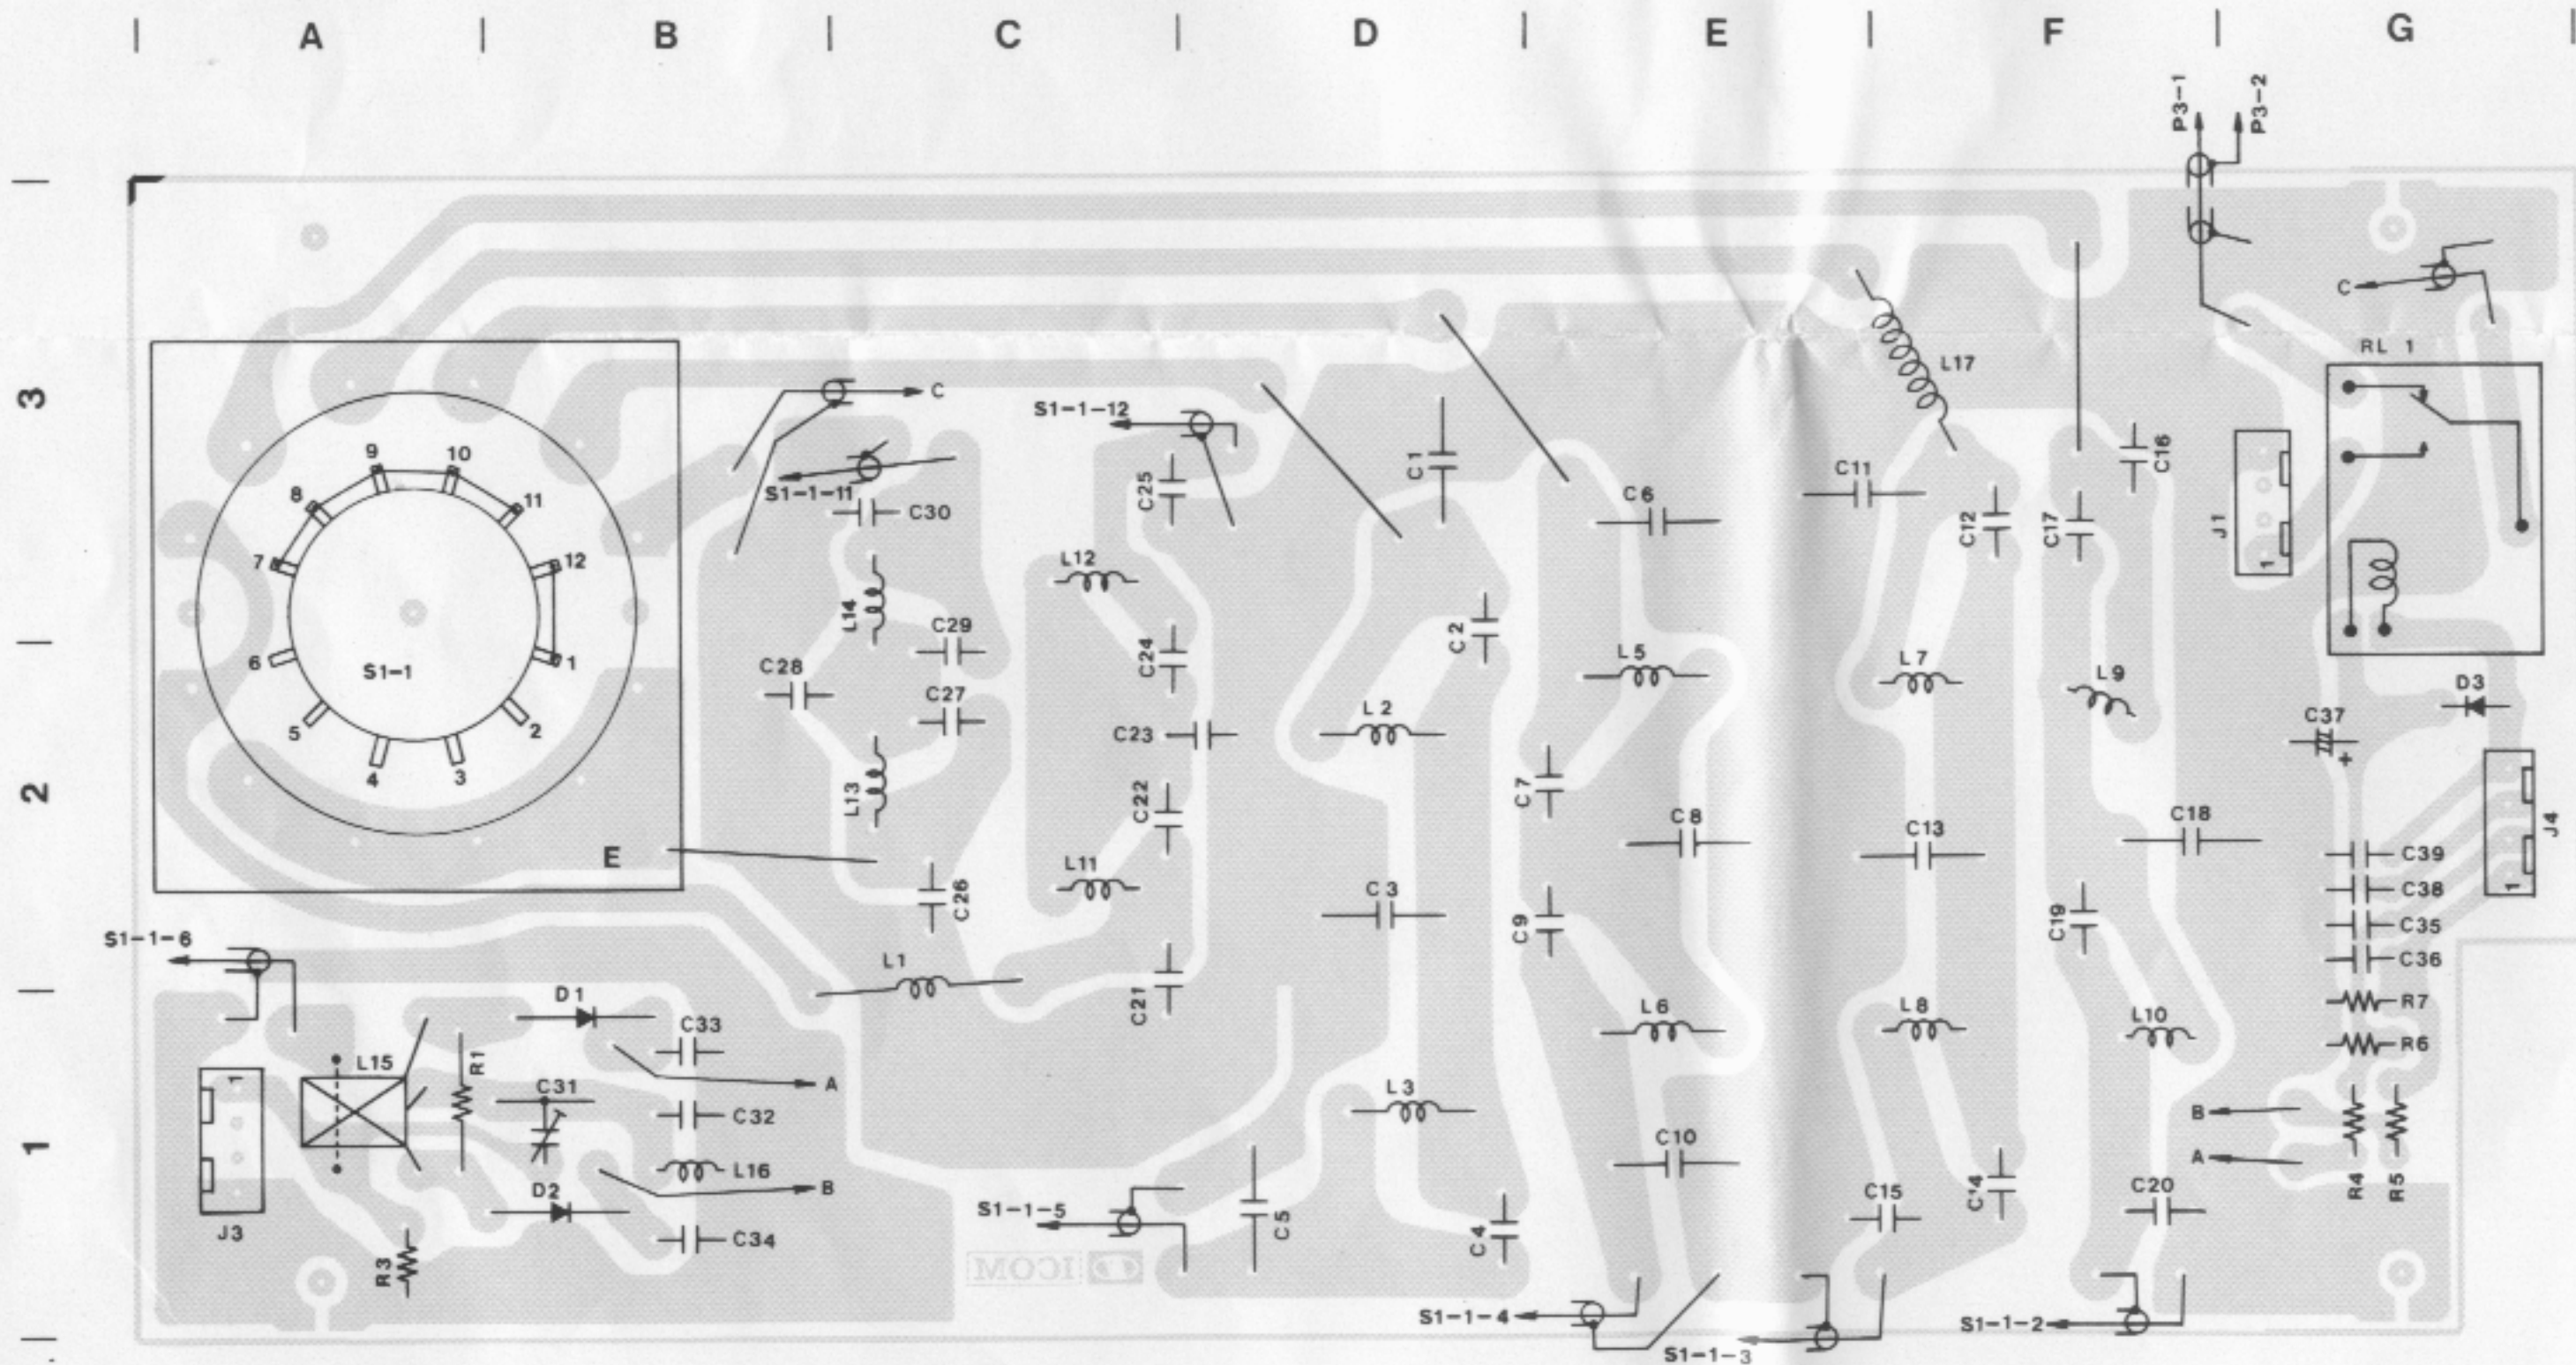 A B C D E F G
P3-1
P3-2
C
RL 1
3
C
S1-1-12
L17
S1-1-11
C30
C25
C1
C6
C11
C12
C17
C16
J1
1
9
10
8
11
7
12
6
1
S1-1
5
2
4
3
E
L14
L12
C29
C28
C27
C24
C2
L5
L7
L9
D3
C37
+
2
L13
C23
C22
L2
C7
C8
C13
C18
J4
1
C39
C38
C35
C36
R7
R6
L11
C26
C3
C9
C19
S1-1-6
L1
C21
L6
L8
L10
D1
C33
A
L15
R1
1
J3
C31
C32
L16
B
D2
C34
R3
1
L3
C10
B
A
R4
R5
S1-1-5
C5
C4
C15
C14
C20
ICOM
S1-1-4
S1-1-3
S1-1-2